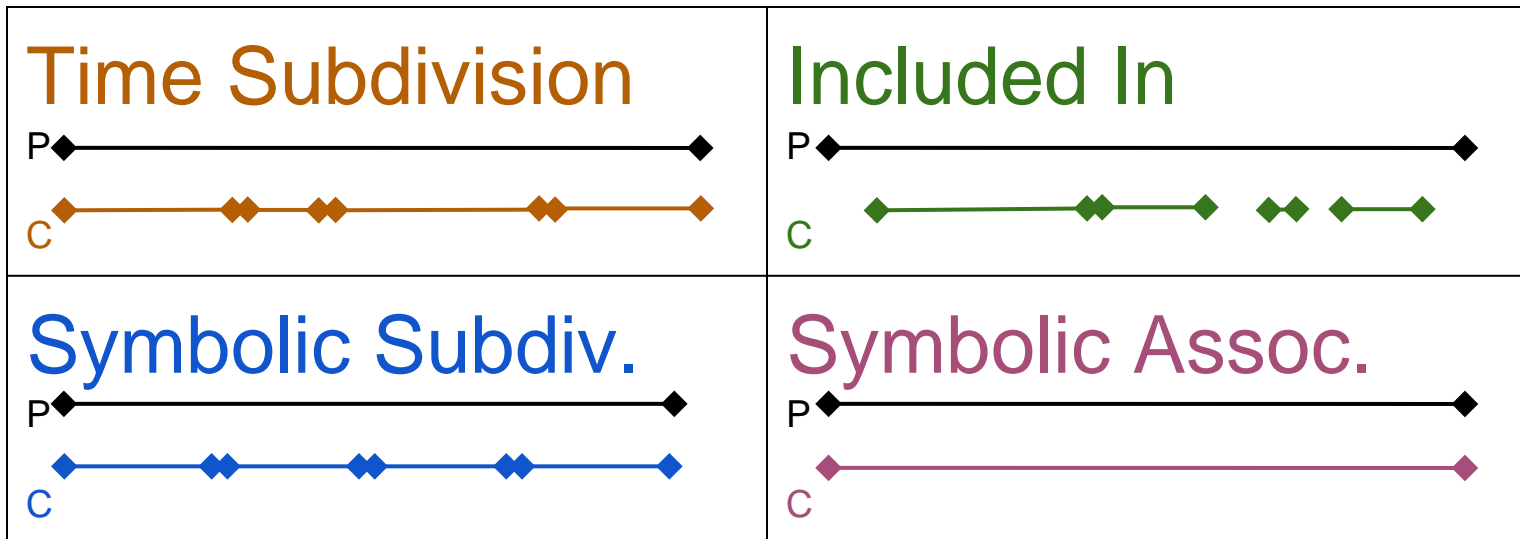 Time Subdivision
P
C
Included In
P
C
Symbolic Subdiv.
P
C
Symbolic Assoc.
P
C